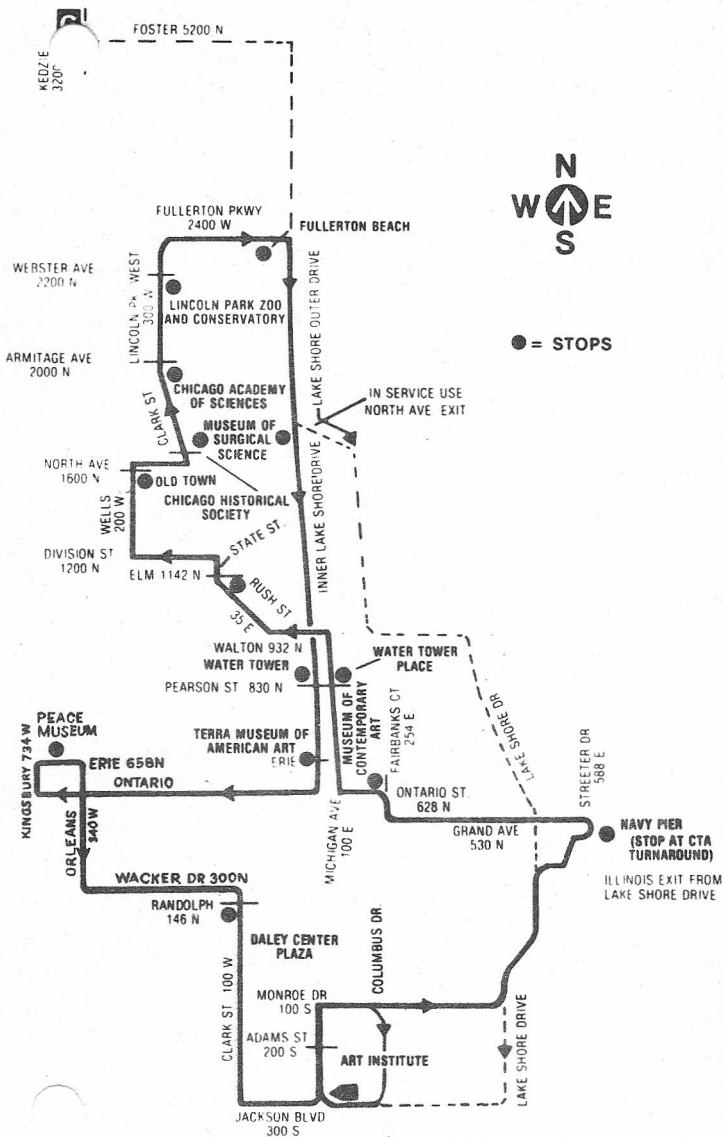 G
FOSTER 5200 N
KEDZIE
N
W E
S
FULLERTON PKWY
2400 W
FULLERTON BEACH
WEBSTER AVE
2200 N
LINCOLN PK WEST
300 W
LINCOLN PARK ZOO
AND CONSERVATORY
LAKE SHORE OUTER DRIVE
● = STOPS
ARMITAGE AVE
2000 N
CHICAGO ACADEMY
OF SCIENCES
IN SERVICE USE
NORTH AVE EXIT
CLARK ST
MUSEUM OF
SURGICAL
SCIENCE
NORTH AVE
1600 N
OLD TOWN
CHICAGO HISTORICAL
SOCIETY
WELLS
200 W
INNER LAKE SHORE DRIVE
STATE ST.
DIVISION ST
1200 N
ELM 1142 N
RUSH ST
35 E
WALTON 932 N
WATER TOWER
WATER TOWER
PLACE
PEARSON ST 830 N
MUSEUM OF
CONTEMPORARY
ART
FAIRBANKS CT
254 E
LAKE SHORE DR
STREETER DR
588 E
PEACE
MUSEUM
TERRA MUSEUM OF
AMERICAN ART
ERIE
KINGSBURY 734 W
ERIE 658N
ONTARIO
ONTARIO ST.
628 N
ORLEANS
340W
MICHIGAN AVE
100 E
GRAND AVE
530 N
NAVY PIER
(STOP AT CTA
TURNAROUND)
ILLINOIS EXIT FROM
LAKE SHORE DRIVE
WACKER DR 300N
RANDOLPH
146 N
DALEY CENTER
PLAZA
COLUMBUS DR.
CLARK ST 100 W
MONROE DR
100 S
ADAMS ST
200 S
ART INSTITUTE
LAKE SHORE DRIVE
JACKSON BLVD
300 S